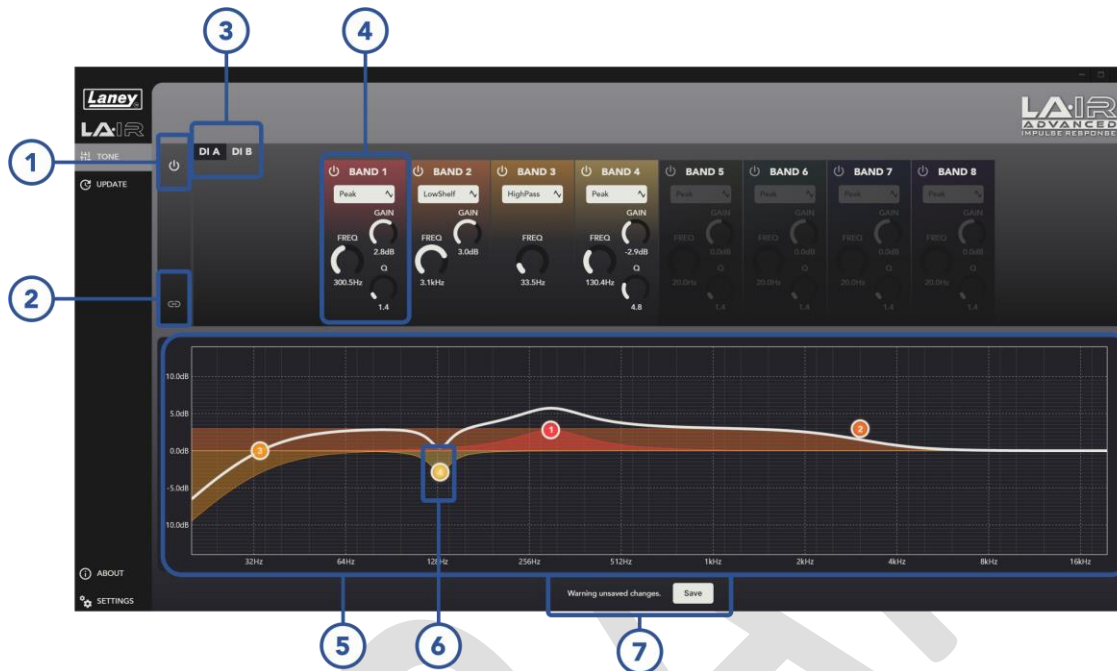 3
4
Laney
LA·IR
LA·IR
ADVANCED
IMPULSE RESPONSE
1
TONE
DI A DI B
UPDATE
BAND 1 BAND 2 BAND 3 BAND 4 BAND 5 BAND 6 BAND 7 BAND 8
Peak LowShelf HighPass Peak Peak Peak Peak Peak
GAIN GAIN GAIN GAIN GAIN GAIN GAIN
FREQ FREQ FREQ FREQ FREQ FREQ FREQ FREQ
2.8dB 3.0dB -2.9dB 0.0dB 0.0dB 0.0dB 0.0dB
Q Q Q Q Q Q
300.5Hz 3.1kHz 33.5Hz 130.4Hz 20.0Hz 20.0Hz 20.0Hz 20.0Hz
2
1.4 4.8 1.4 1.4 1.4 1.4
10.0dB
5.0dB
1
2
0.0dB
3
4
-5.0dB
10.0dB
32Hz 64Hz 128Hz 256Hz 512Hz 1kHz 2kHz 4kHz 8kHz 16kHz
ABOUT
Warning unsaved changes. Save
SETTINGS
5
6
7